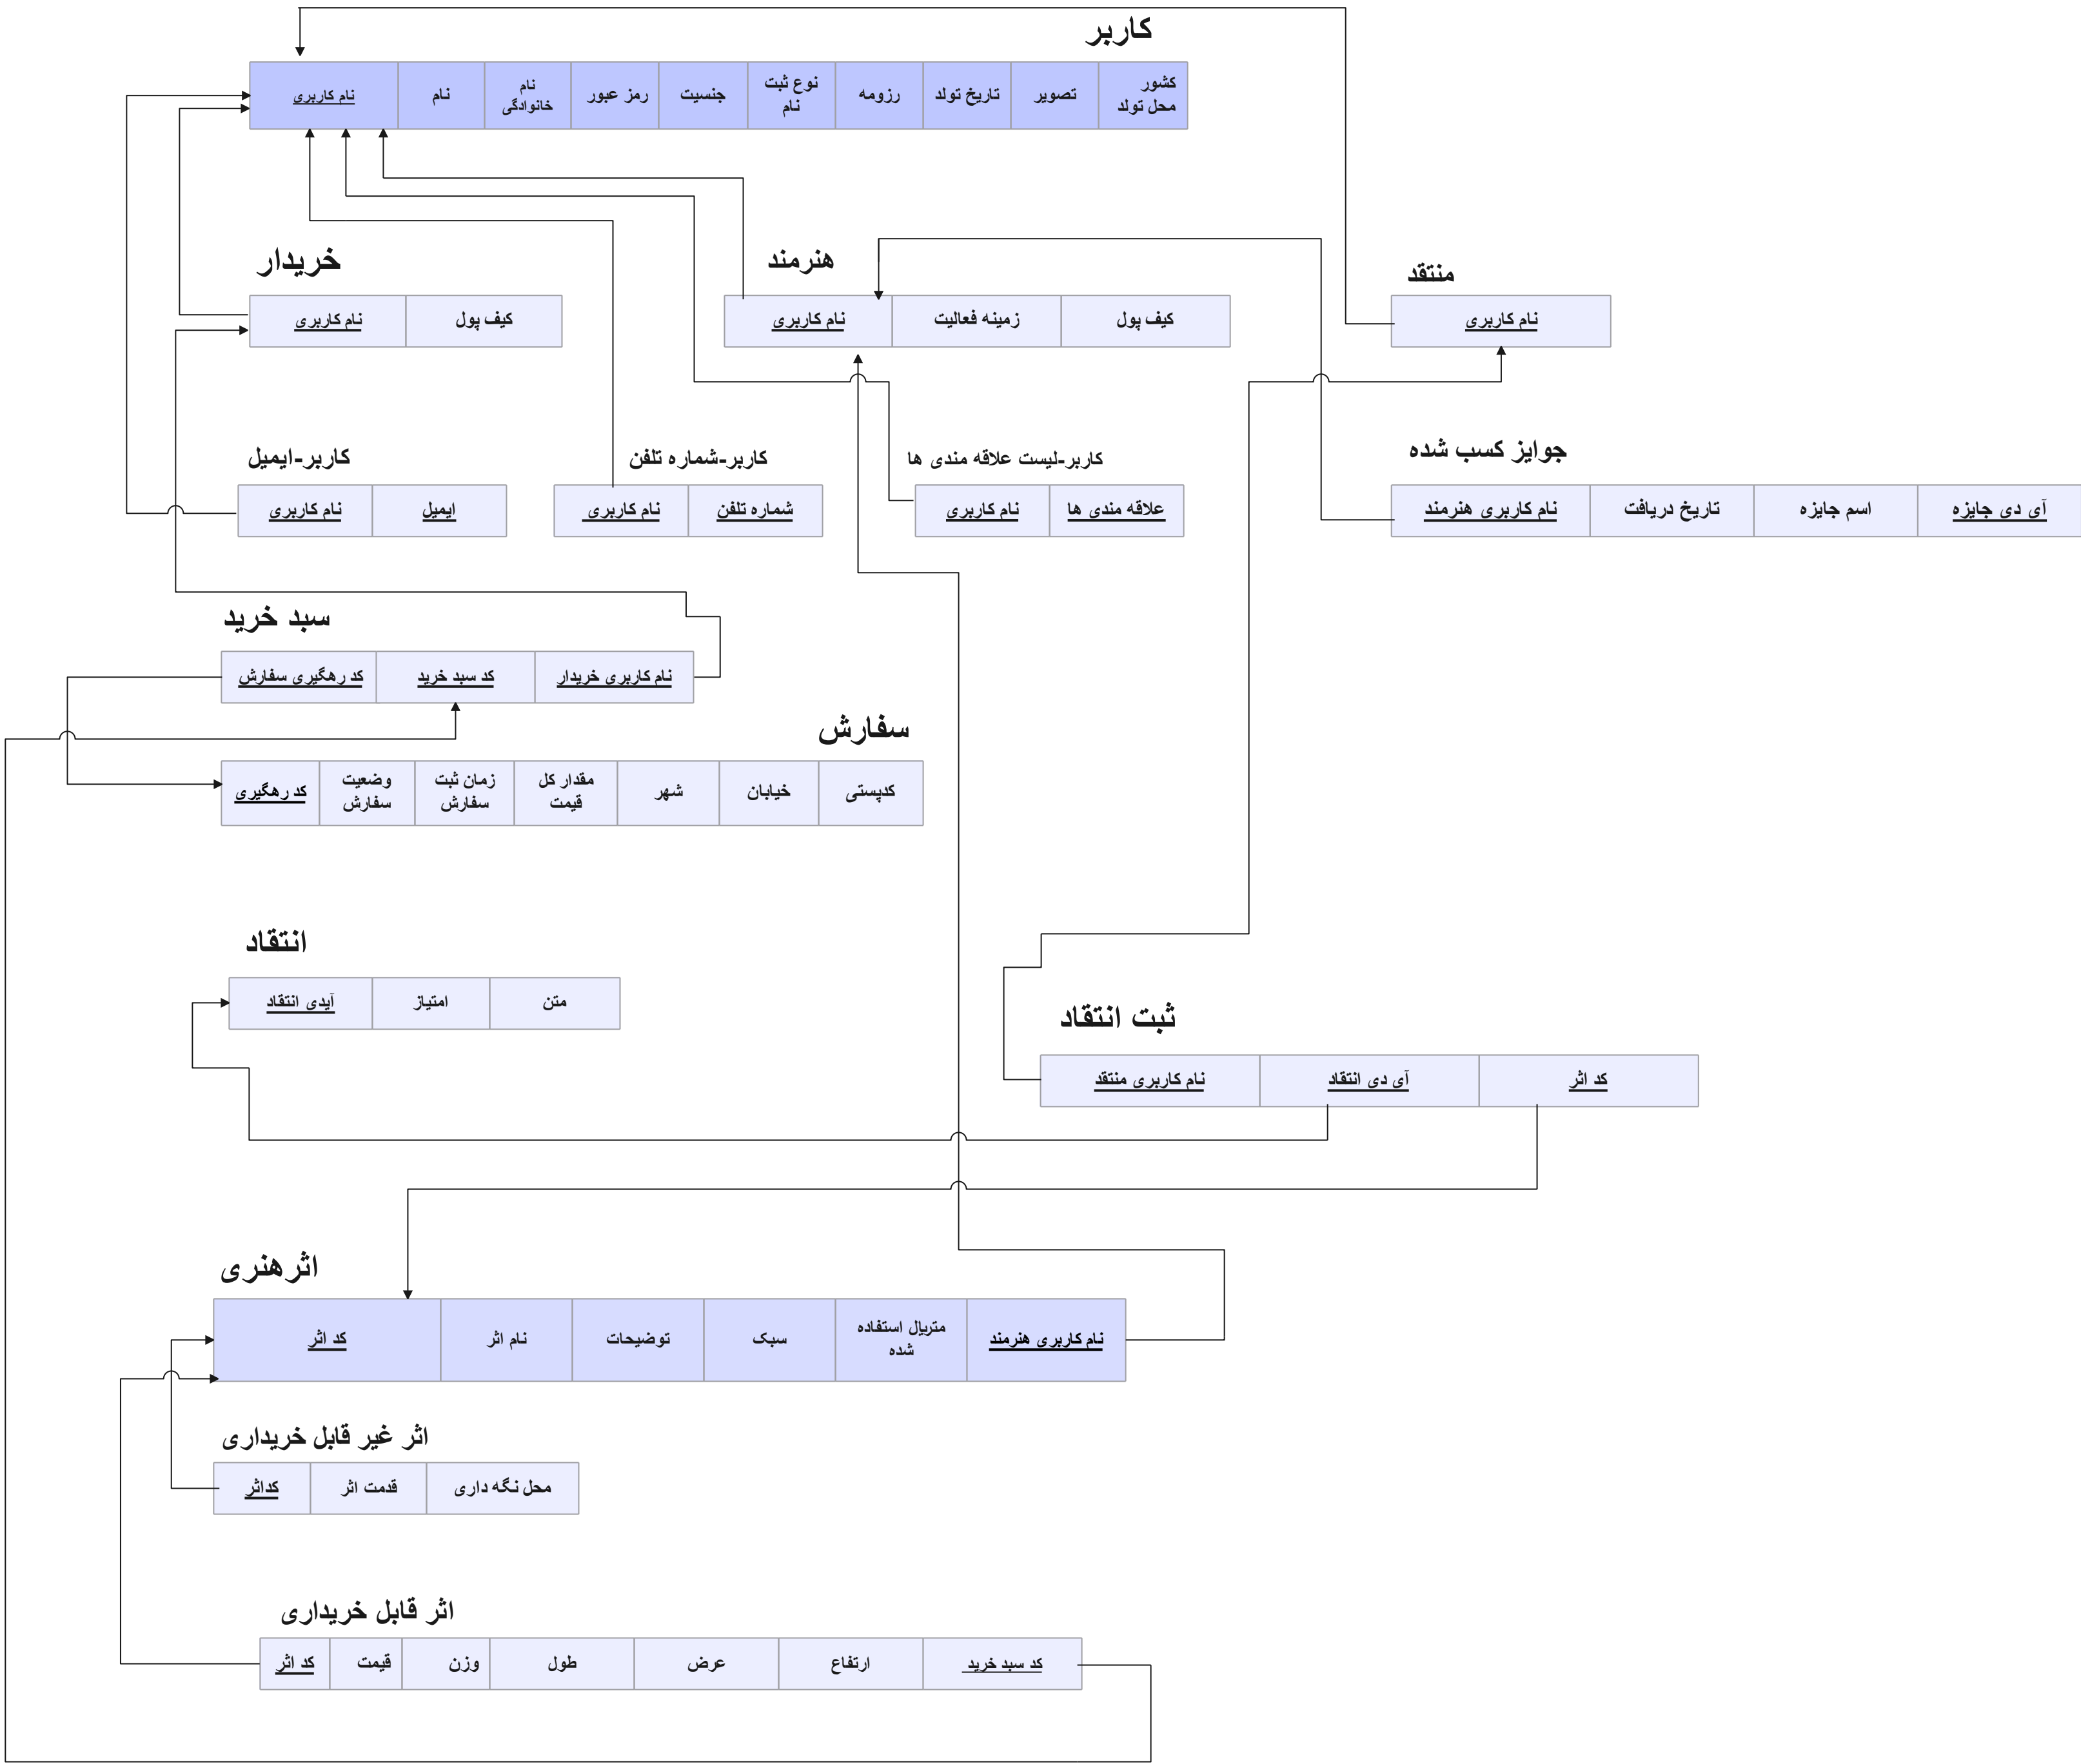 کاربر
نام کاربری
نام
نام
خانوادگی
رمز عبور
جنسیت
نوع ثبت
نام
رزومه
تاریخ تولد
تصویر
کشور
محل تولد
خریدار
نام کاربری
کیف پول
هنرمند
نام کاربری
زمینه فعالیت
کیف پول
منتقد
نام کاربری
کاربر-ایمیل
نام کاربری
ایمیل
کاربر-شماره تلفن
نام کاربری
شماره تلفن
کاربر-لیست علاقه مندی ها
نام کاربری
علاقه مندی ها
جوایز کسب شده
نام کاربری هنرمند
تاریخ دریافت
اسم جایزه
آی دی جایزه
سبد خرید
کد رهگیری سفارش
کد سبد خرید
نام کاربری خریدار
سفارش
کد رهگیری
وضعیت
سفارش
زمان ثبت
سفارش
مقدار کل
قیمت
شهر
خیابان
کدپستی
انتقاد
آیدی انتقاد
امتیاز
متن
ثبت انتقاد
نام کاربری منتقد
آی دی انتقاد
کد اثر
اثرهنری
کد اثر
نام اثر
توضیحات
سبک
متریال استفاده
شده
نام کاربری هنرمند
اثر غیر قابل خریداری
کداثر
قدمت اثر
محل نگه داری
اثر قابل خریداری
کد اثر
قیمت
وزن
طول
عرض
ارتفاع
کد سبد خرید